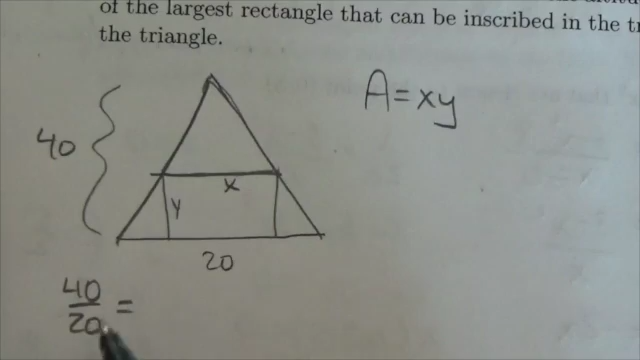 of the largest rectangle that can be inscribed in the
the triangle.
A = xy
40
x
y
20
40
20
=